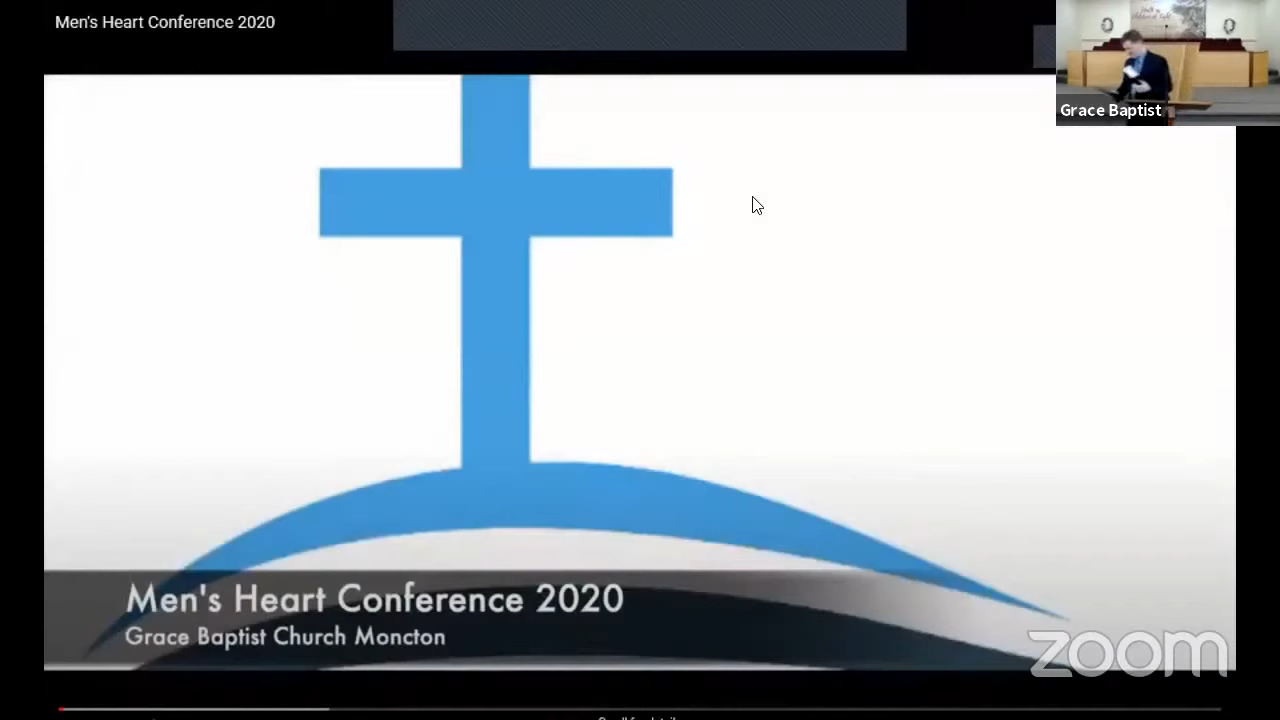 Men's Heart Conference 2020
Grace Baptist
Men's Heart Conference 2020
Grace Baptist Church Moncton
zoom